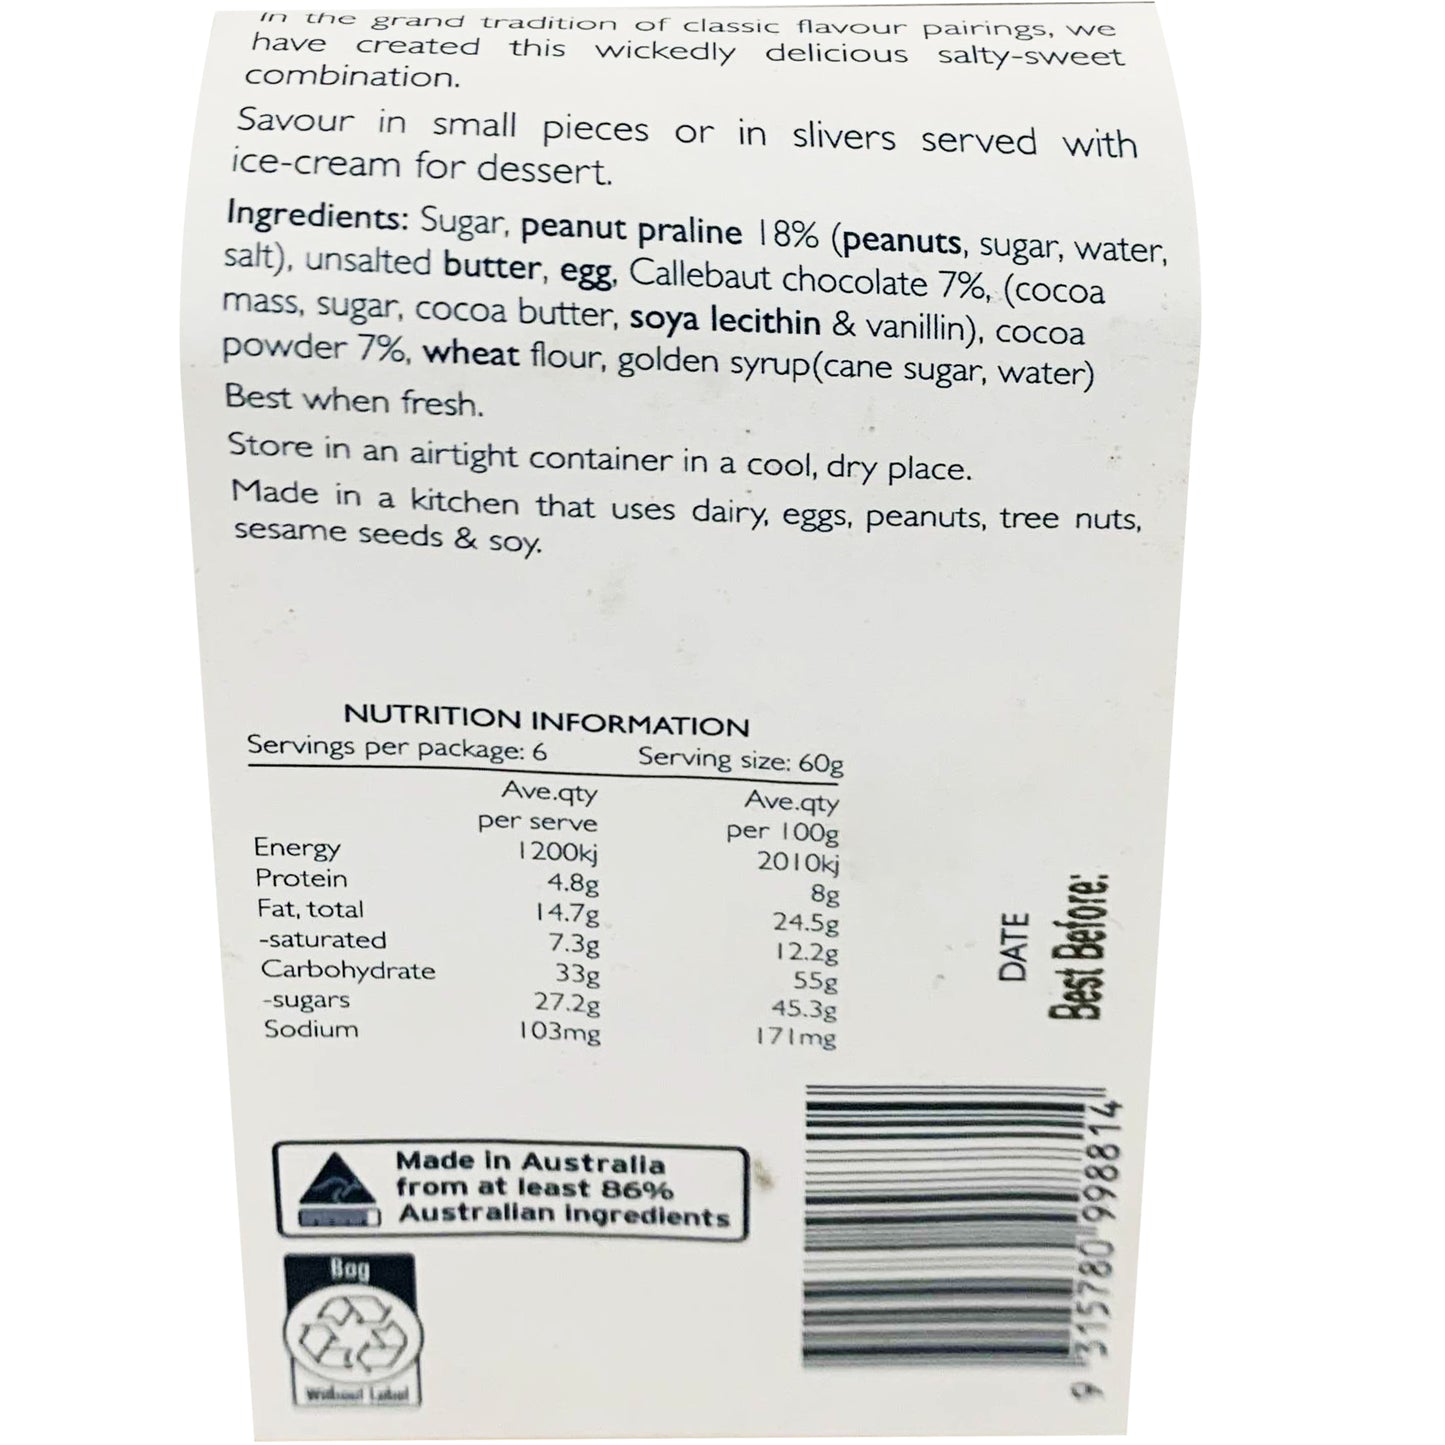 In the grand tradition of classic flavour pairings, we
have created this wickedly delicious salty-sweet
combination.
Savour in small pieces or in slivers served with
ice-cream for dessert.
Ingredients: Sugar, peanut praline 18% (peanuts, sugar, water,
salt), unsalted butter, egg, Callebaut chocolate 7%, (cocoa
mass, sugar, cocoa butter, soya lecithin & vanillin), cocoa
powder 7%, wheat flour, golden syrup(cane sugar, water)
Best when fresh.
Store in an airtight container in a cool, dry place.
Made in a kitchen that uses dairy, eggs, peanuts, tree nuts,
sesame seeds & soy.
NUTRITION INFORMATION
Servings per package: 6 Serving size: 60g
Ave.qty Ave.qty
per serve per 100g
Energy 1200kj 2010kj
Protein 4.8g 8g
Fat, total 14.7g 24.5g
-saturated 7.3g 12.2g
Carbohydrate 33g 55g
-sugars 27.2g 45.3g
Sodium 103mg 171mg
DATE
Best Before:
Made in Australia
from at least 86%
Australian ingredients
Bag
Without Label
9 315780 998814